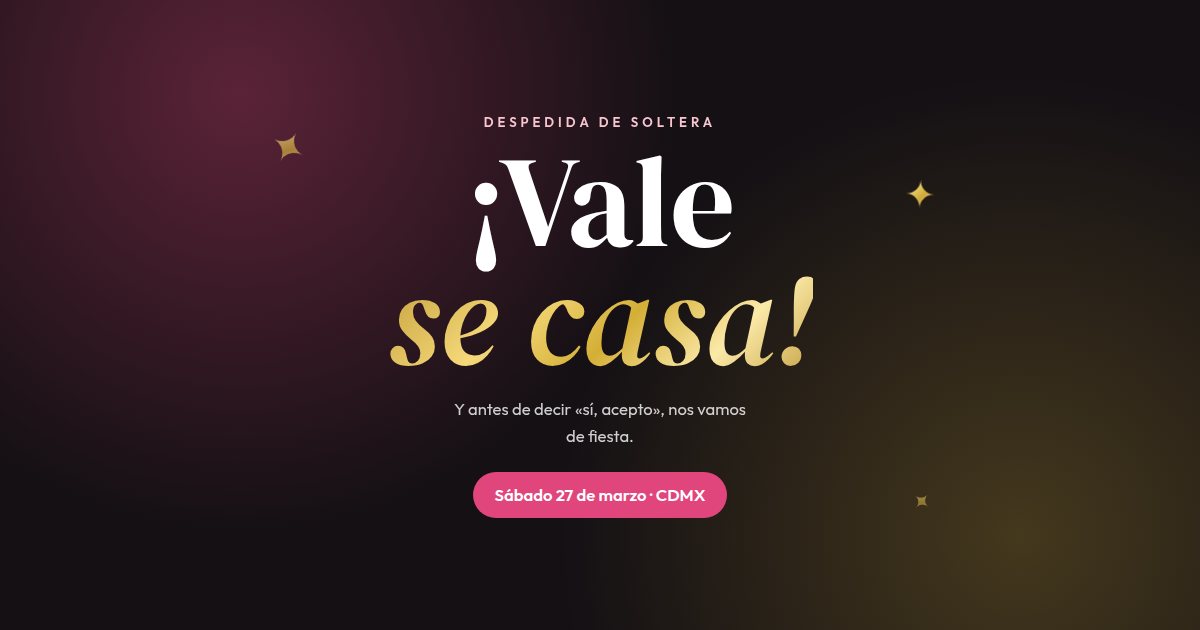 DESPEDIDA DE SOLTERA
¡Vale
se casa!
Y antes de decir «sí, acepto», nos vamos
de fiesta.
Sábado 27 de marzo · CDMX